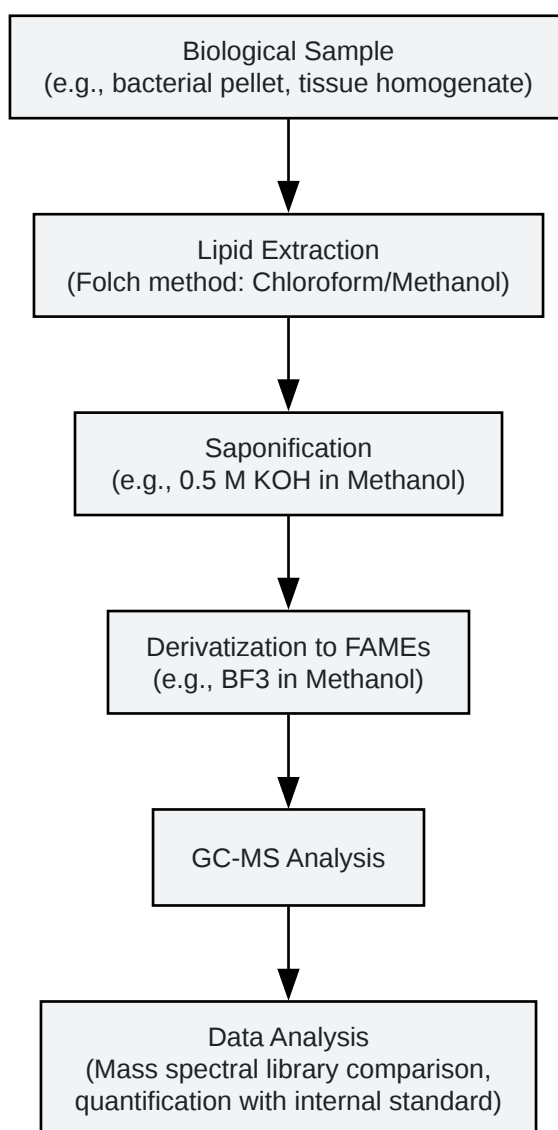 Biological Sample
(e.g., bacterial pellet, tissue homogenate)
Lipid Extraction
(Folch method: Chloroform/Methanol)
Saponification
(e.g., 0.5 M KOH in Methanol)
Derivatization to FAMEs
(e.g., BF3 in Methanol)
GC-MS Analysis
Data Analysis
(Mass spectral library comparison,
quantification with internal standard)